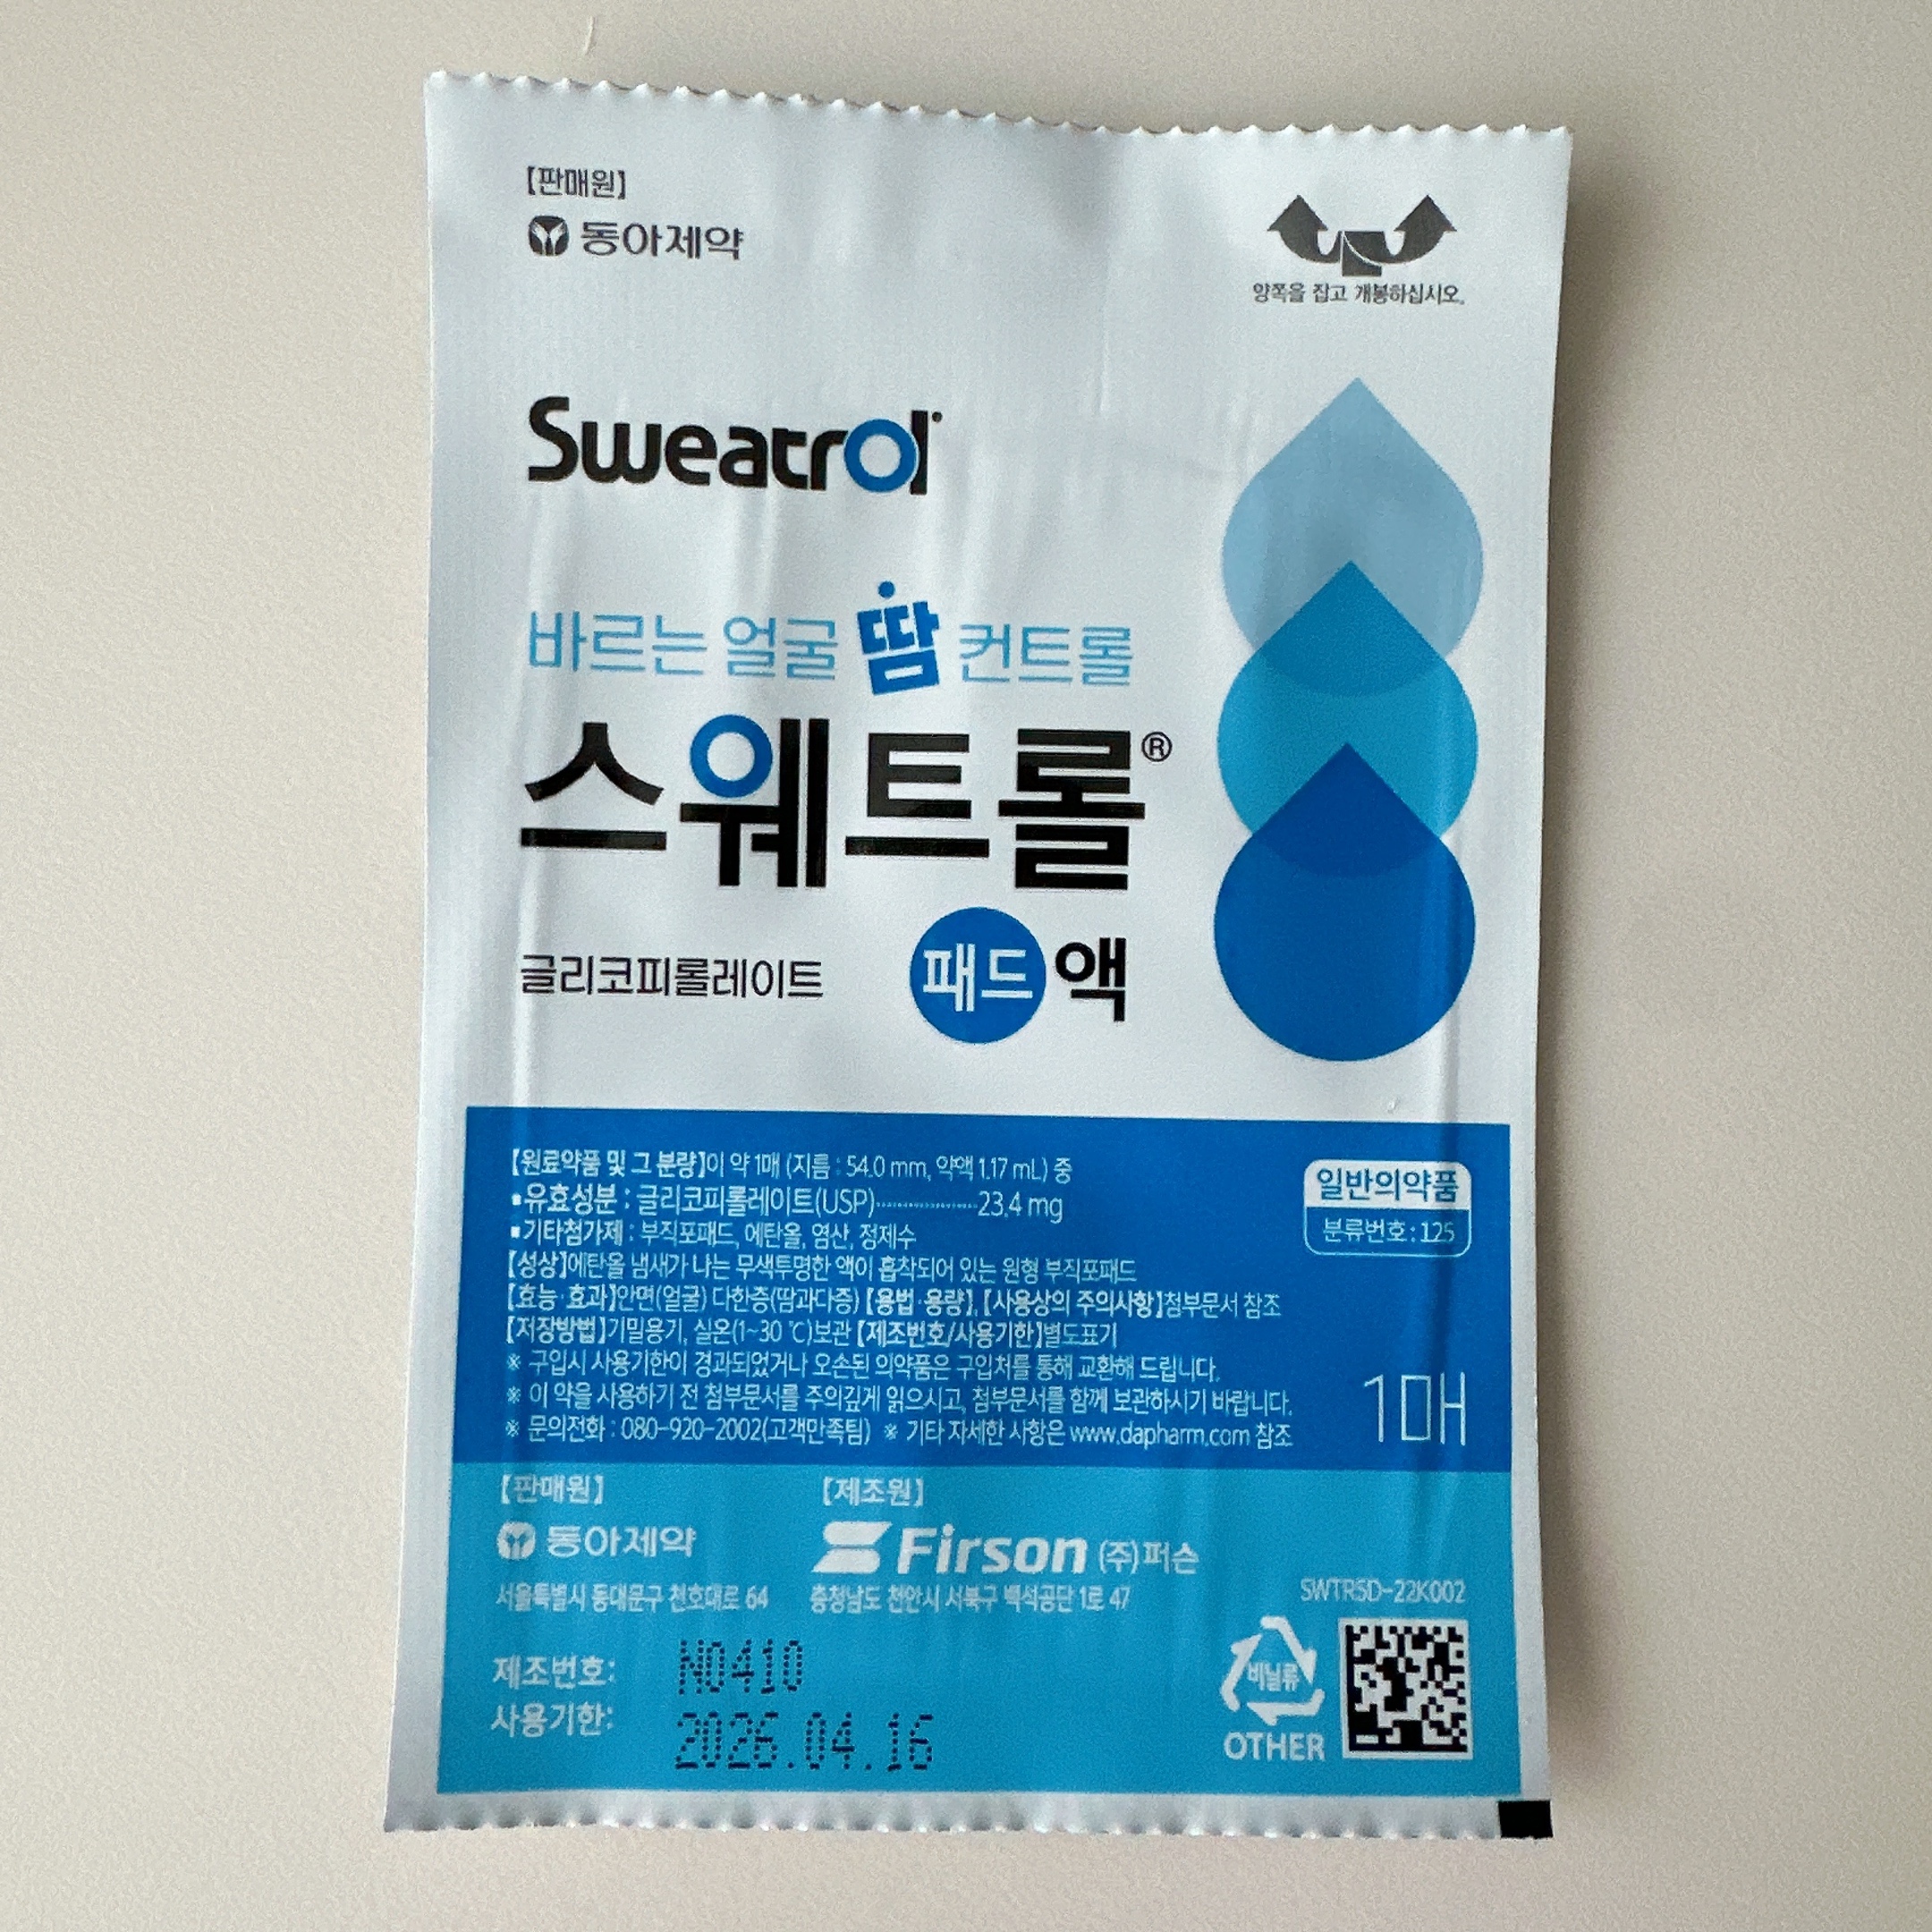 【판매원】
동아제약
양쪽을 잡고 개봉하십시오.
Sweatrol
바르는 얼굴 땀 컨트롤
스웨트롤®
글리코피롤레이트 패드액
【원료약품 및 그 분량】이 약 1매 (지름 : 54.0 mm, 약액 1.17 mL) 중
▪유효성분 : 글리코피롤레이트(USP)··················23.4 mg
▪기타첨가제 : 부직포패드, 에탄올, 염산, 정제수
【성상】에탄올 냄새가 나는 무색투명한 액이 흡착되어 있는 원형 부직포패드
【효능·효과】안면(얼굴) 다한증(땀과다증) 【용법·용량】, 【사용상의 주의사항】첨부문서 참조
【저장방법】기밀용기, 실온(1~30 ℃)보관 【제조번호/사용기한】별도표기
※ 구입시 사용기한이 경과되었거나 오손된 의약품은 구입처를 통해 교환해 드립니다.
※ 이 약을 사용하기 전 첨부문서를 주의깊게 읽으시고, 첨부문서를 함께 보관하시기 바랍니다.
※ 문의전화 : 080-920-2002(고객만족팀) ※ 기타 자세한 사항은 www.dapharm.com 참조
일반의약품
분류번호 : 125
1매
【판매원】
동아제약
서울특별시 동대문구 천호대로 64
【제조원】
Firson (주)퍼슨
충청남도 천안시 서북구 백석공단 1로 47
SWTR5D-22K002
제조번호: N0410
사용기한: 2026.04.16
비닐류
OTHER